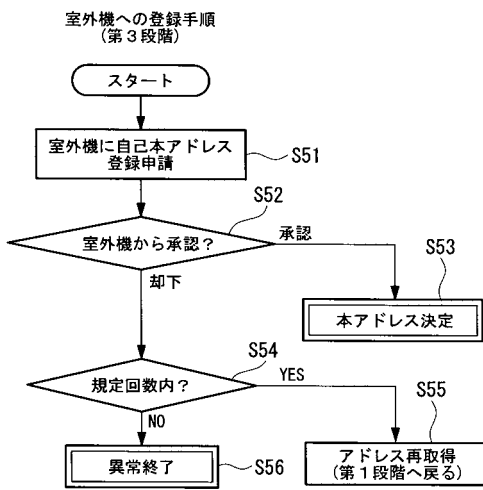 室外機への登録手順
(第3段階)
スタート
室外機に自己本アドレス
登録申請
S51
S52
室外機から承認?
承認
S53
却下
本アドレス決定
S54
規定回数内?
YES
S55
NO
アドレス再取得
(第1段階へ戻る)
異常終了
S56